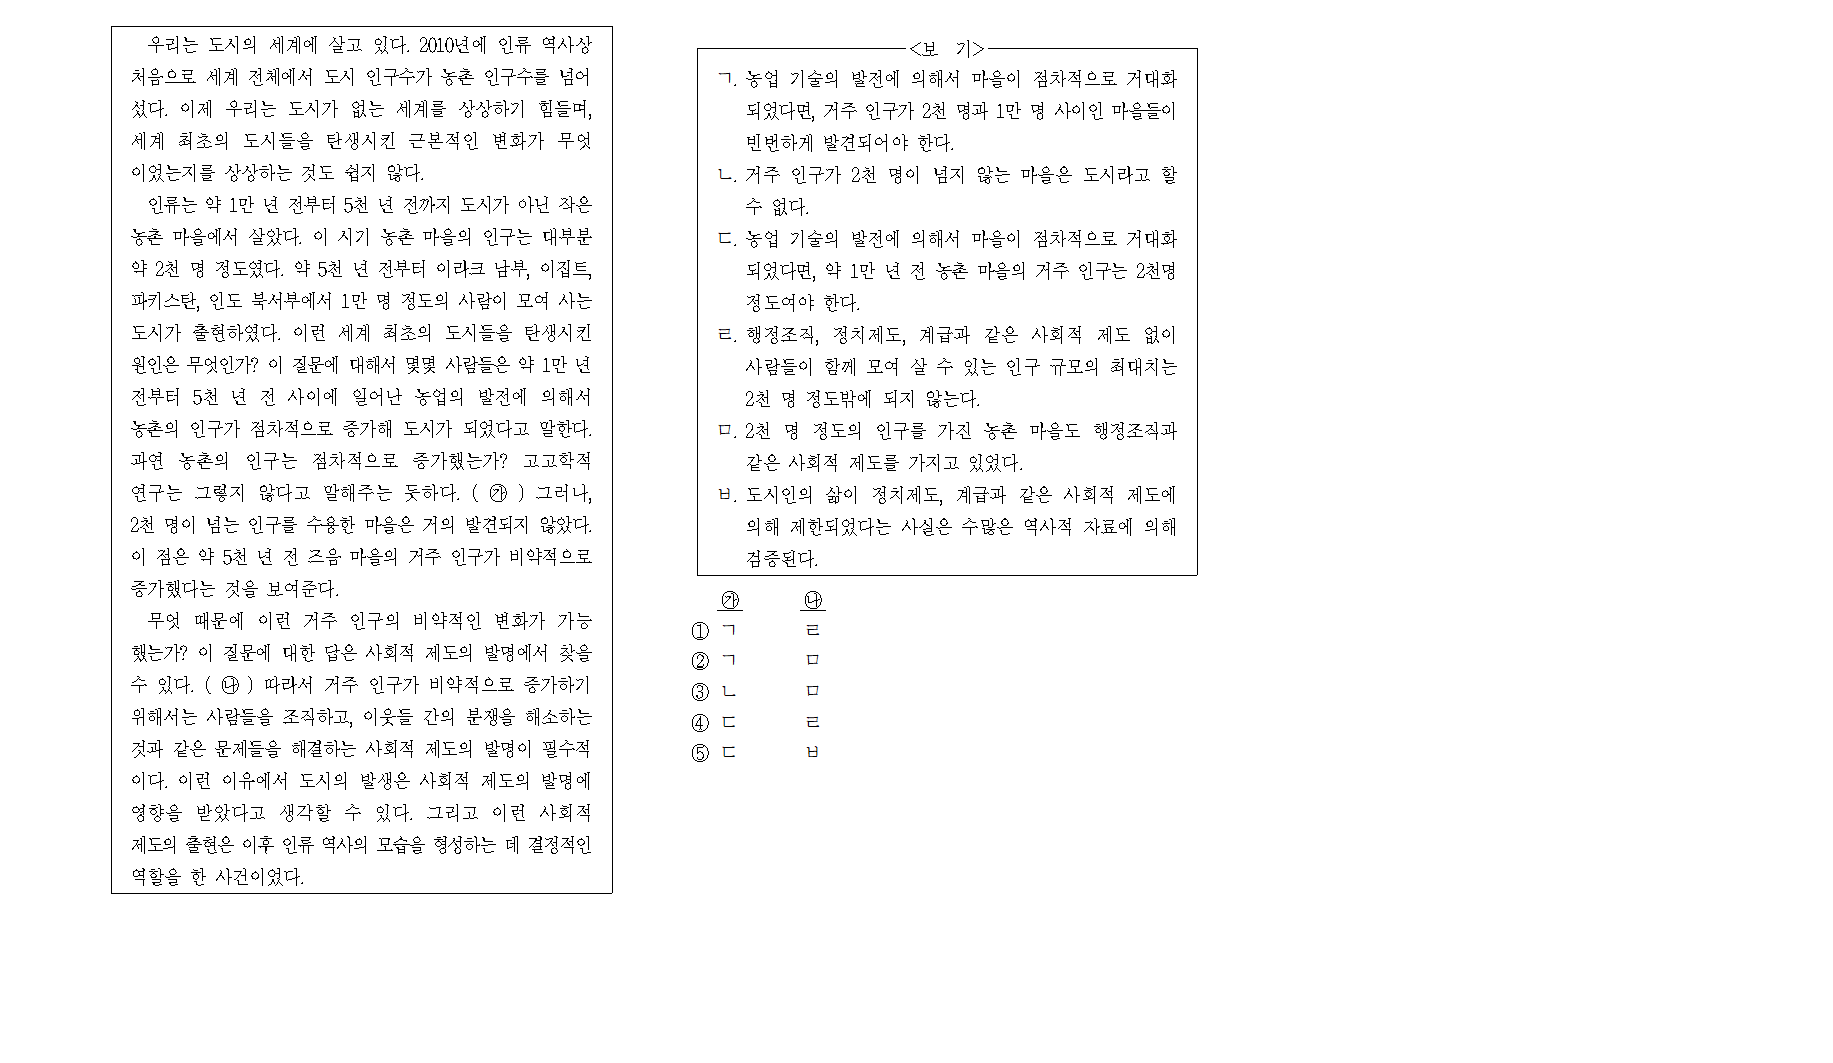 우리는 도시의 세계에 살고 있다. 2010년에 인류 역사상
처음으로 세계 전체에서 도시 인구수가 농촌 인구수를 넘어
섰다. 이제 우리는 도시가 없는 세계를 상상하기 힘들며,
세계 최초의 도시들을 탄생시킨 근본적인 변화가 무엇
이었는지를 상상하는 것도 쉽지 않다.
인류는 약 1만 년 전부터 5천 년 전까지 도시가 아닌 작은
농촌 마을에서 살았다. 이 시기 농촌 마을의 인구는 대부분
약 2천 명 정도였다. 약 5천 년 전부터 이라크 남부, 이집트,
파키스탄, 인도 북서부에서 1만 명 정도의 사람이 모여 사는
도시가 출현하였다. 이런 세계 최초의 도시들을 탄생시킨
원인은 무엇인가? 이 질문에 대해서 몇몇 사람들은 약 1만 년
전부터 5천 년 전 사이에 일어난 농업의 발전에 의해서
농촌의 인구가 점차적으로 증가해 도시가 되었다고 말한다.
과연 농촌의 인구는 점차적으로 증가했는가? 고고학적
연구는 그렇지 않다고 말해주는 듯하다. ( ㉮ ) 그러나,
2천 명이 넘는 인구를 수용한 마을은 거의 발견되지 않았다.
이 점은 약 5천 년 전 즈음 마을의 거주 인구가 비약적으로
증가했다는 것을 보여준다.
무엇 때문에 이런 거주 인구의 비약적인 변화가 가능
했는가? 이 질문에 대한 답은 사회적 제도의 발명에서 찾을
수 있다. ( ㉯ ) 따라서 거주 인구가 비약적으로 증가하기
위해서는 사람들을 조직하고, 이웃들 간의 분쟁을 해소하는
것과 같은 문제들을 해결하는 사회적 제도의 발명이 필수적
이다. 이런 이유에서 도시의 발생은 사회적 제도의 발명에
영향을 받았다고 생각할 수 있다. 그리고 이런 사회적
제도의 출현은 이후 인류 역사의 모습을 형성하는 데 결정적인
역할을 한 사건이었다.
<보 기>
ㄱ. 농업 기술의 발전에 의해서 마을이 점차적으로 거대화
되었다면, 거주 인구가 2천 명과 1만 명 사이인 마을들이
빈번하게 발견되어야 한다.
ㄴ. 거주 인구가 2천 명이 넘지 않는 마을은 도시라고 할
수 없다.
ㄷ. 농업 기술의 발전에 의해서 마을이 점차적으로 거대화
되었다면, 약 1만 년 전 농촌 마을의 거주 인구는 2천명
정도여야 한다.
ㄹ. 행정조직, 정치제도, 계급과 같은 사회적 제도 없이
사람들이 함께 모여 살 수 있는 인구 규모의 최대치는
2천 명 정도밖에 되지 않는다.
ㅁ. 2천 명 정도의 인구를 가진 농촌 마을도 행정조직과
같은 사회적 제도를 가지고 있었다.
ㅂ. 도시인의 삶이 정치제도, 계급과 같은 사회적 제도에
의해 제한되었다는 사실은 수많은 역사적 자료에 의해
검증된다.
㉮ ㉯
① ㄱ ㄹ
② ㄱ ㅁ
③ ㄴ ㅁ
④ ㄷ ㄹ
⑤ ㄷ ㅂ